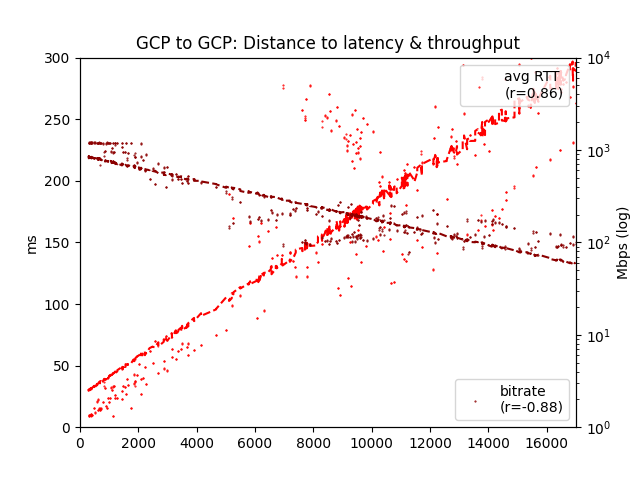 GCP to GCP: Distance to latency & throughput
ms
300
250
200
150
100
50
0
0 2000 4000 6000 8000 10000 12000 14000 16000
avg RTT
(r=0.86)
bitrate
(r=-0.88)
10^4
10^3
10^2
10^1
10^0
Mbps (log)